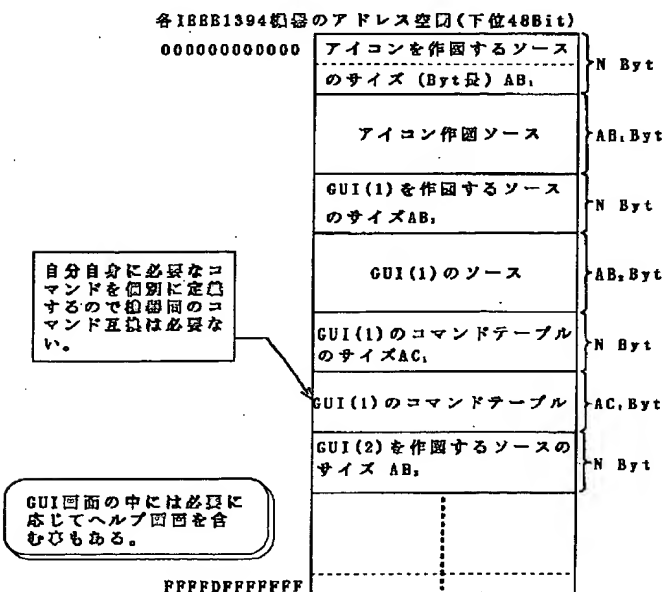 各IEEE1394機器のアドレス空間(下位48Bit)
000000000000
アイコンを作図するソース
のサイズ (Byt長) AB₁
N Byt
アイコン作図ソース
AB₁Byt
GUI(1)を作図するソース
のサイズAB₂
N Byt
GUI(1)のソース
AB₂Byt
自分自身に必要なコ
マンドを個別に定義
するので機器間のコ
マンド互換は必要な
い。
GUI(1)のコマンドテーブル
のサイズAC₁
N Byt
GUI(1)のコマンドテーブル
AC₁Byt
GUI(2)を作図するソースの
サイズ AB₃
N Byt
GUI画面の中には必要に
応じてヘルプ画面を含
む事もある。
FFFFDFFFFFFF